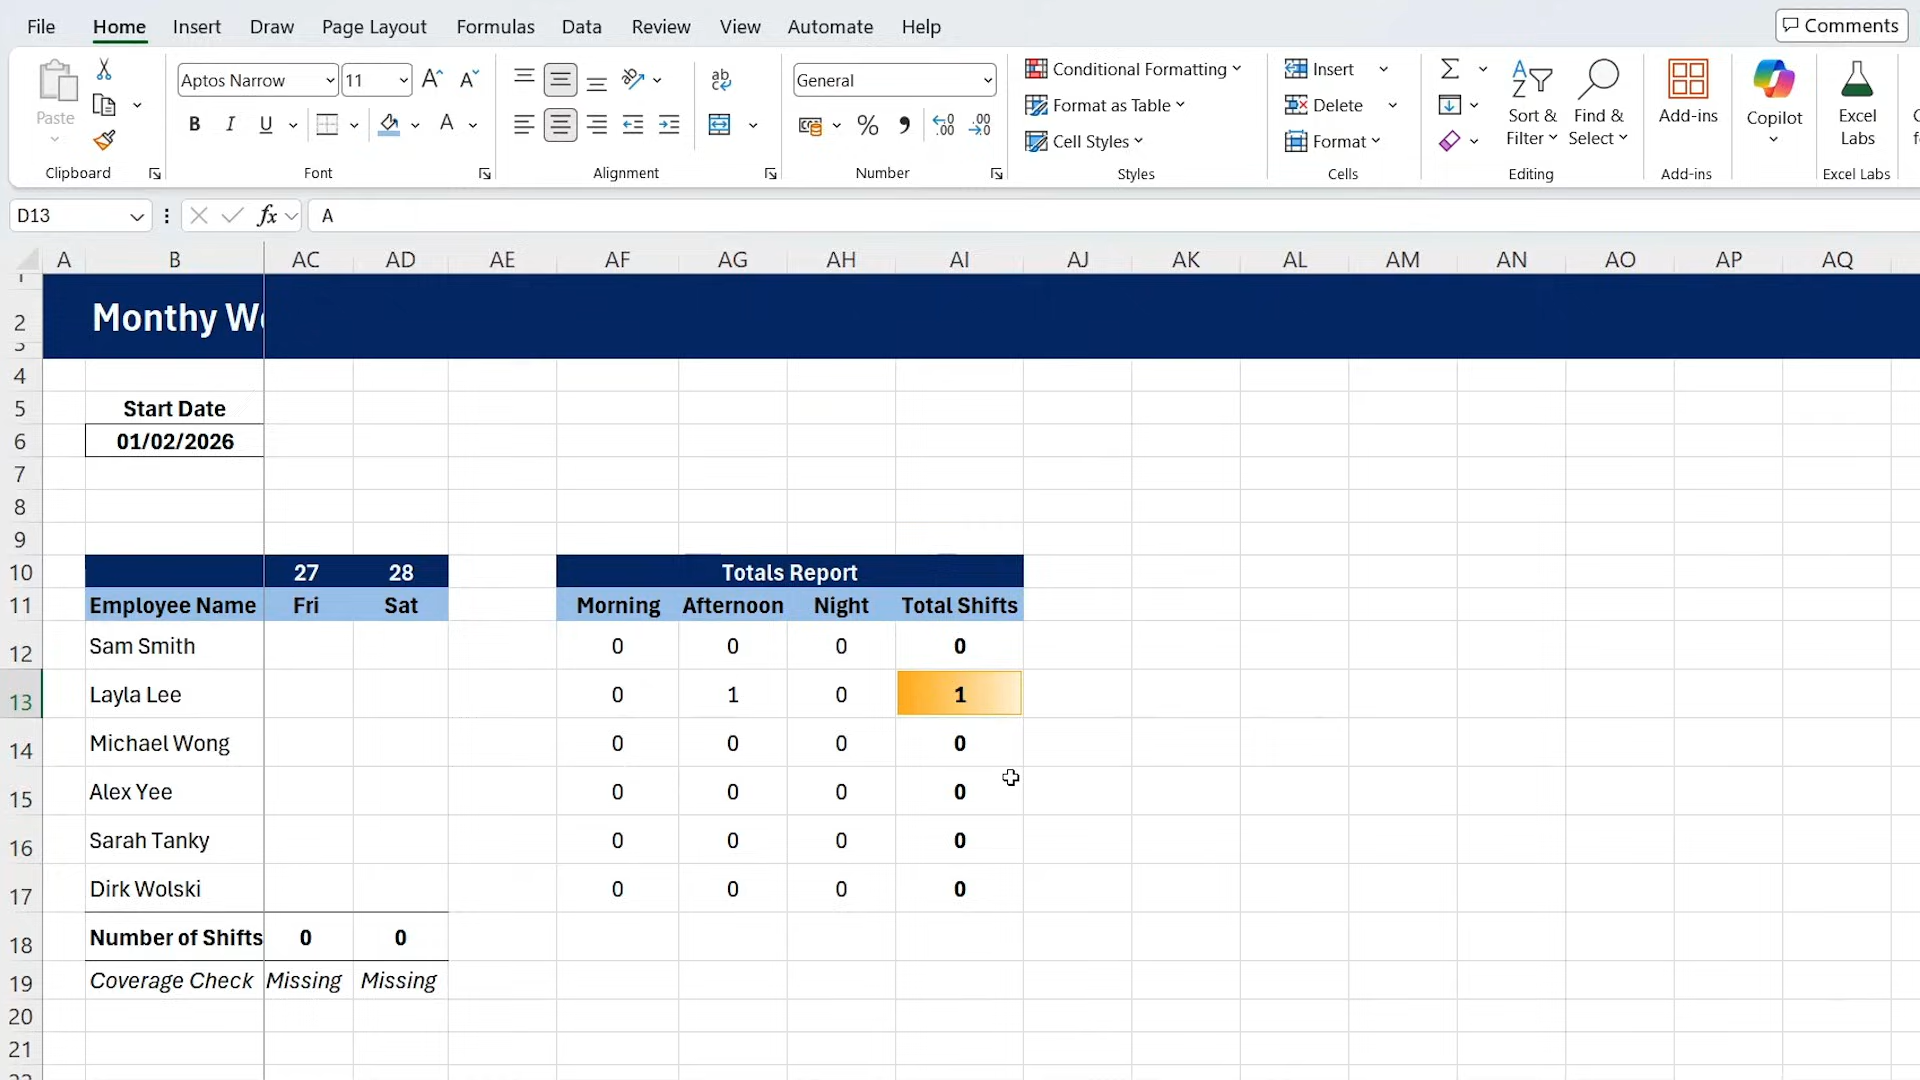 File Home Insert Draw Page Layout Formulas Data Review View Automate Help Comments
Paste Aptos Narrow 11 ab General Conditional Formatting Insert Σ
Format as Table Delete Sort & Filter Find & Select Add-ins Copilot Excel Labs
B I U A % Cell Styles Format
Clipboard Font Alignment Number Styles Cells Editing Add-ins Excel Labs
D13 fx A
A B AC AD AE AF AG AH AI AJ AK AL AM AN AO AP AQ
1
2 Monthy W
3
4
5 Start Date
6 01/02/2026
7
8
9
10 27 28 Totals Report
11 Employee Name Fri Sat Morning Afternoon Night Total Shifts
12 Sam Smith 0 0 0 0
13 Layla Lee 0 1 0 1
14 Michael Wong 0 0 0 0
15 Alex Yee 0 0 0 0
16 Sarah Tanky 0 0 0 0
17 Dirk Wolski 0 0 0 0
18 Number of Shifts 0 0
19 Coverage Check Missing Missing
20
21